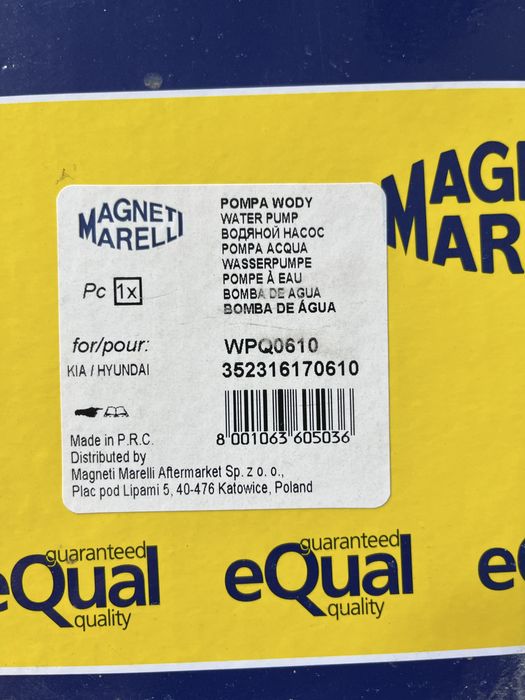 MAGNETI
MARELLI
POMPA WODY
WATER PUMP
ВОДЯНОЙ НАСОС
POMPA ACQUA
WASSERPUMPE
POMPE À EAU
BOMBA DE AGUA
BOMBA DE ÁGUA
Pc 1x
for/pour:
KIA / HYUNDAI
WPQ0610
352316170610
8 001063 605036
Made in P.R.C.
Distributed by
Magneti Marelli Aftermarket Sp. z o. o.,
Plac pod Lipami 5, 40-476 Katowice, Poland
MAG
MAR
guaranteed
eQual
quality
guaranteed
eQual
quality
e